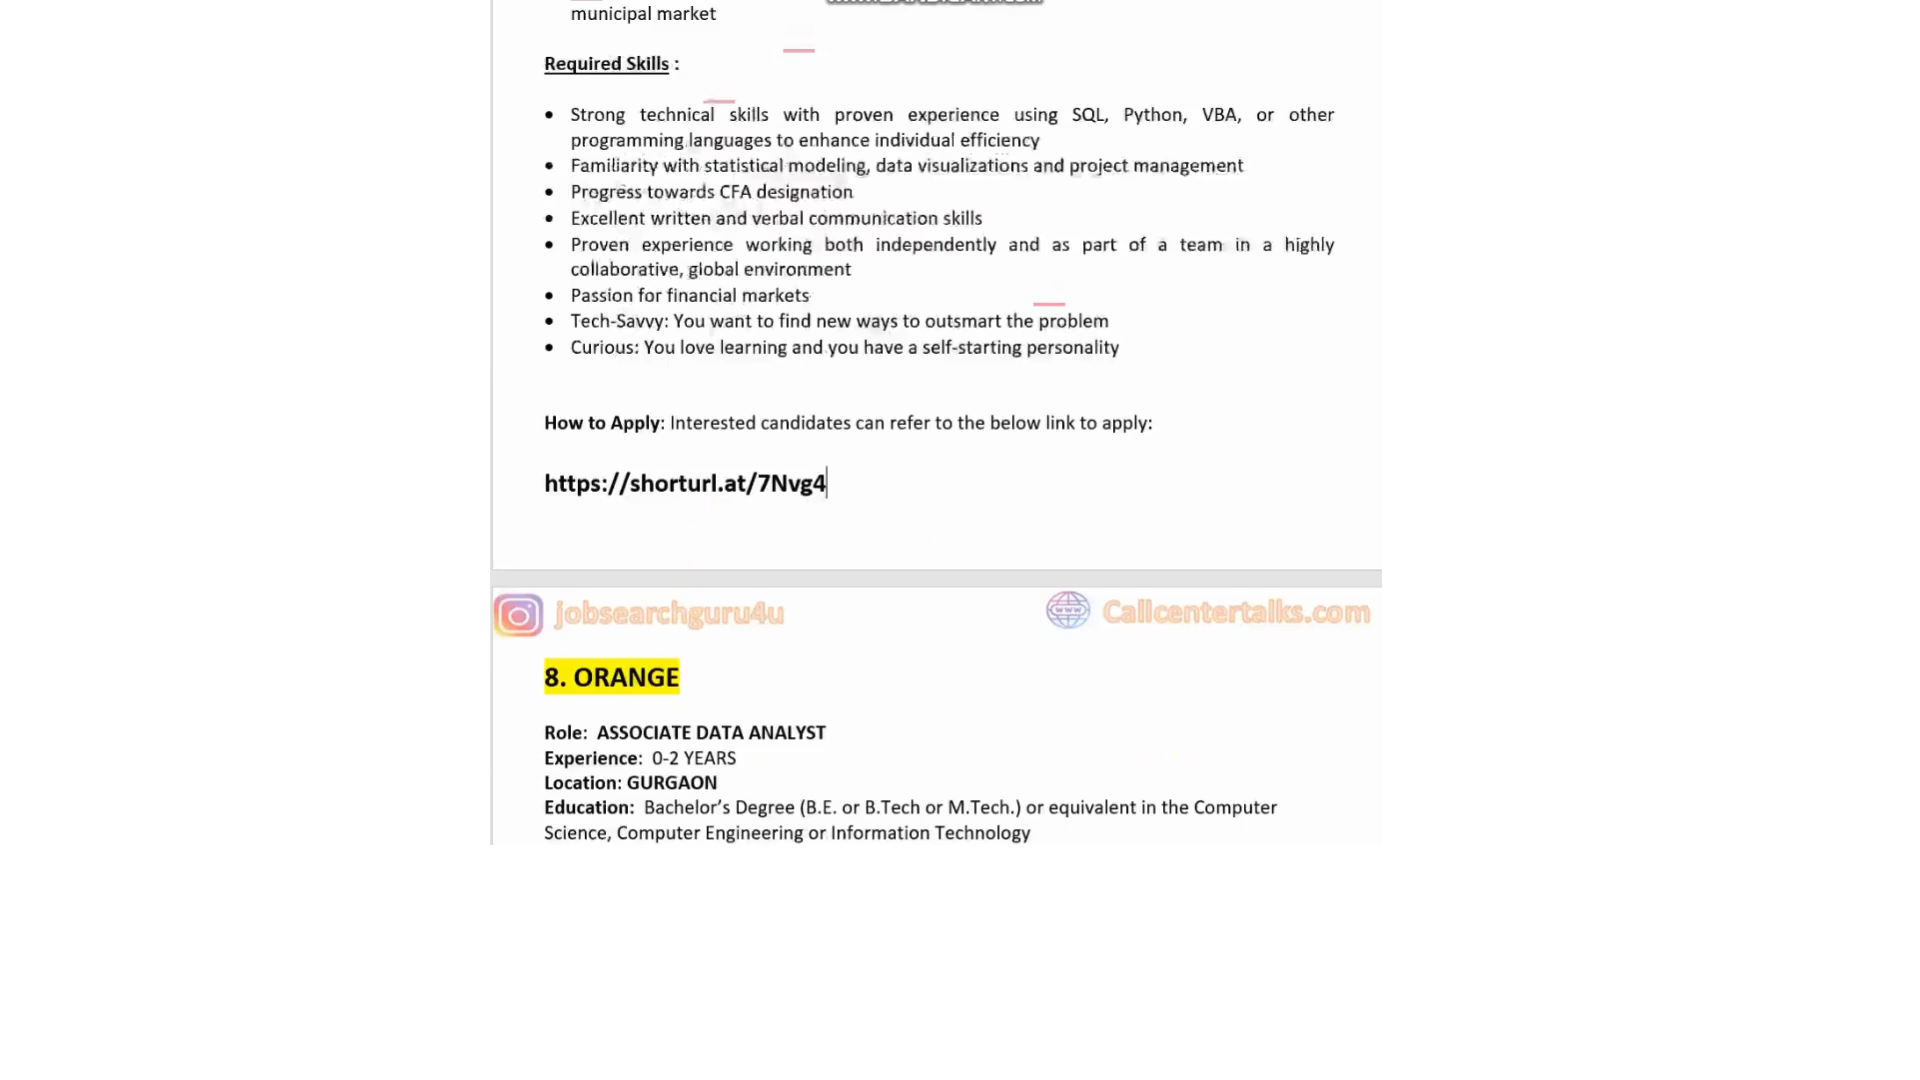 municipal market
Required Skills :
• Strong technical skills with proven experience using SQL, Python, VBA, or other
programming languages to enhance individual efficiency
• Familiarity with statistical modeling, data visualizations and project management
• Progress towards CFA designation
• Excellent written and verbal communication skills
• Proven experience working both independently and as part of a team in a highly
collaborative, global environment
• Passion for financial markets
• Tech-Savvy: You want to find new ways to outsmart the problem
• Curious: You love learning and you have a self-starting personality
How to Apply: Interested candidates can refer to the below link to apply:
https://shorturl.at/7Nvg4
jobsearchguru4u
www Callcentertalks.com
8. ORANGE
Role: ASSOCIATE DATA ANALYST
Experience: 0-2 YEARS
Location: GURGAON
Education: Bachelor’s Degree (B.E. or B.Tech or M.Tech.) or equivalent in the Computer
Science, Computer Engineering or Information Technology